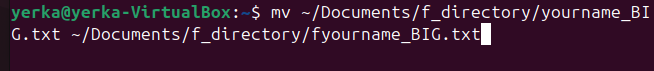 yerka@yerka-VirtualBox:~$ mv ~/Documents/f_directory/yourname_BI
G.txt ~/Documents/f_directory/fyourname_BIG.txt